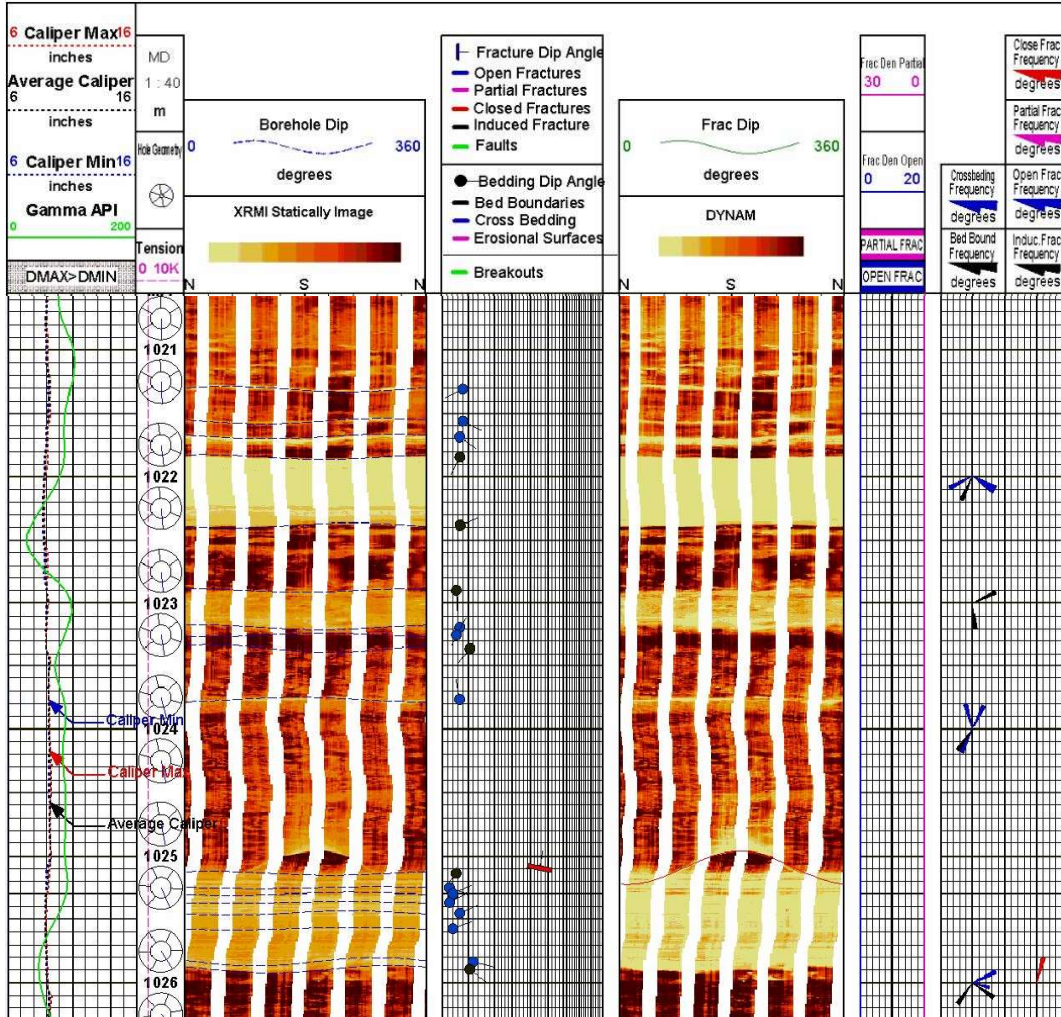 6 Caliper Max 16
inches
Average Caliper
6 16
inches
6 Caliper Min 16
inches
Gamma API
0 200
DMAX>DMIN
MD
1 : 40
m
Hole Geometry
Tension
0 10K
Borehole Dip
0 360
degrees
XRMI Statically Image
N S N
Fracture Dip Angle
Open Fractures
Partial Fractures
Closed Fractures
Induced Fracture
Faults
Bedding Dip Angle
Bed Boundaries
Cross Bedding
Erosional Surfaces
Breakouts
Frac Dip
0 360
degrees
DYNAM
N S N
Frac Den Partial
30 0
Frac Den Open
0 20
PARTIAL FRAC
OPEN FRAC
Crossbeding
Frequency
degrees
Bed Bound
Frequency
degrees
Close Frac
Frequency
degrees
Partial Frac
Frequency
degrees
Open Frac
Frequency
degrees
Induc.Frac
Frequency
degrees
1021
1022
1023
Caliper Min
1024
Caliper Max
Average Caliper
1025
1026